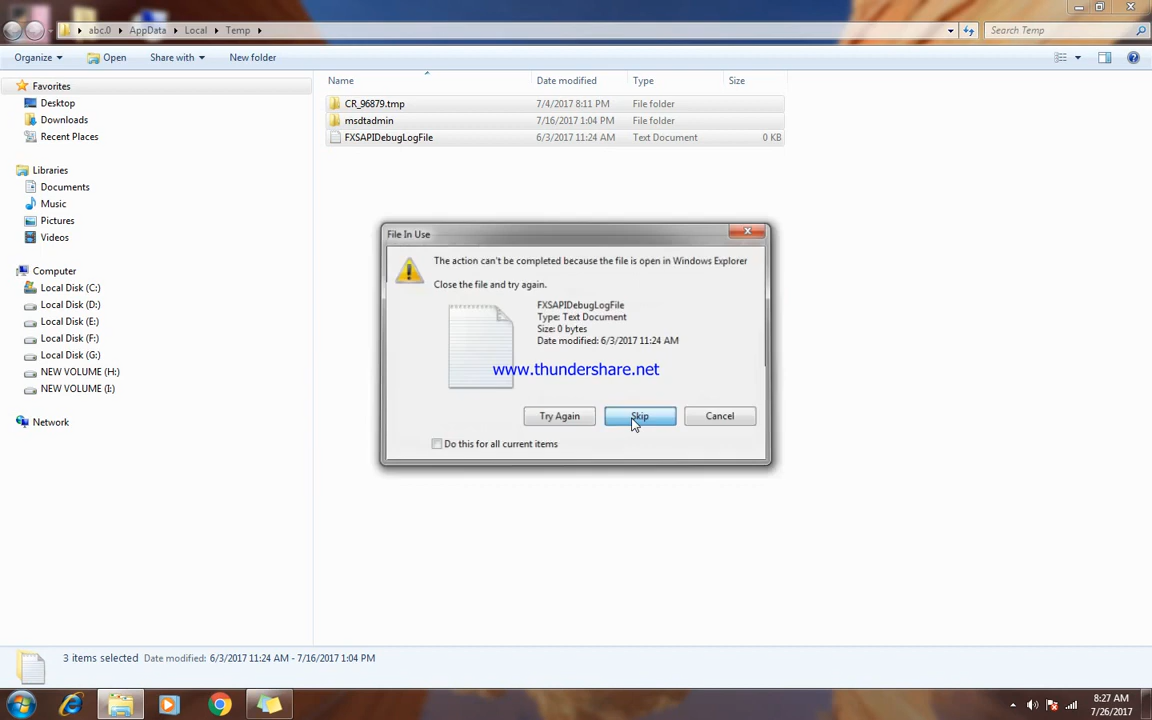 abc.0 AppData Local Temp
Search Temp
Organize Open Share with New folder
Name Date modified Type Size
Favorites
Desktop
Downloads
Recent Places
Libraries
Documents
Music
Pictures
Videos
Computer
Local Disk (C:)
Local Disk (D:)
Local Disk (E:)
Local Disk (F:)
Local Disk (G:)
NEW VOLUME (H:)
NEW VOLUME (I:)
Network
CR_96879.tmp 7/4/2017 8:11 PM File folder
msdtadmin 7/16/2017 1:04 PM File folder
FXSAPIDebugLogFile 6/3/2017 11:24 AM Text Document 0 KB
File In Use
The action can't be completed because the file is open in Windows Explorer
Close the file and try again.
FXSAPIDebugLogFile
Type: Text Document
Size: 0 bytes
Date modified: 6/3/2017 11:24 AM
www.thundershare.net
Try Again Skip Cancel
Do this for all current items
3 items selected Date modified: 6/3/2017 11:24 AM - 7/16/2017 1:04 PM
8:27 AM
7/26/2017